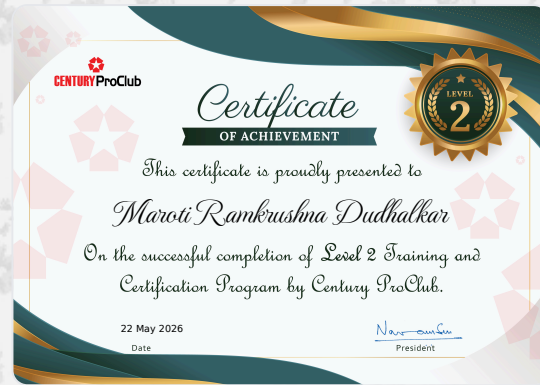 CENTURY ProClub
Certificate
OF ACHIEVEMENT
LEVEL
2
This certificate is proudly presented to
Maroti Ramkrushna Dudhalkar
On the successful completion of Level 2 Training and
Certification Program by Century ProClub.
22 May 2026
Date
President